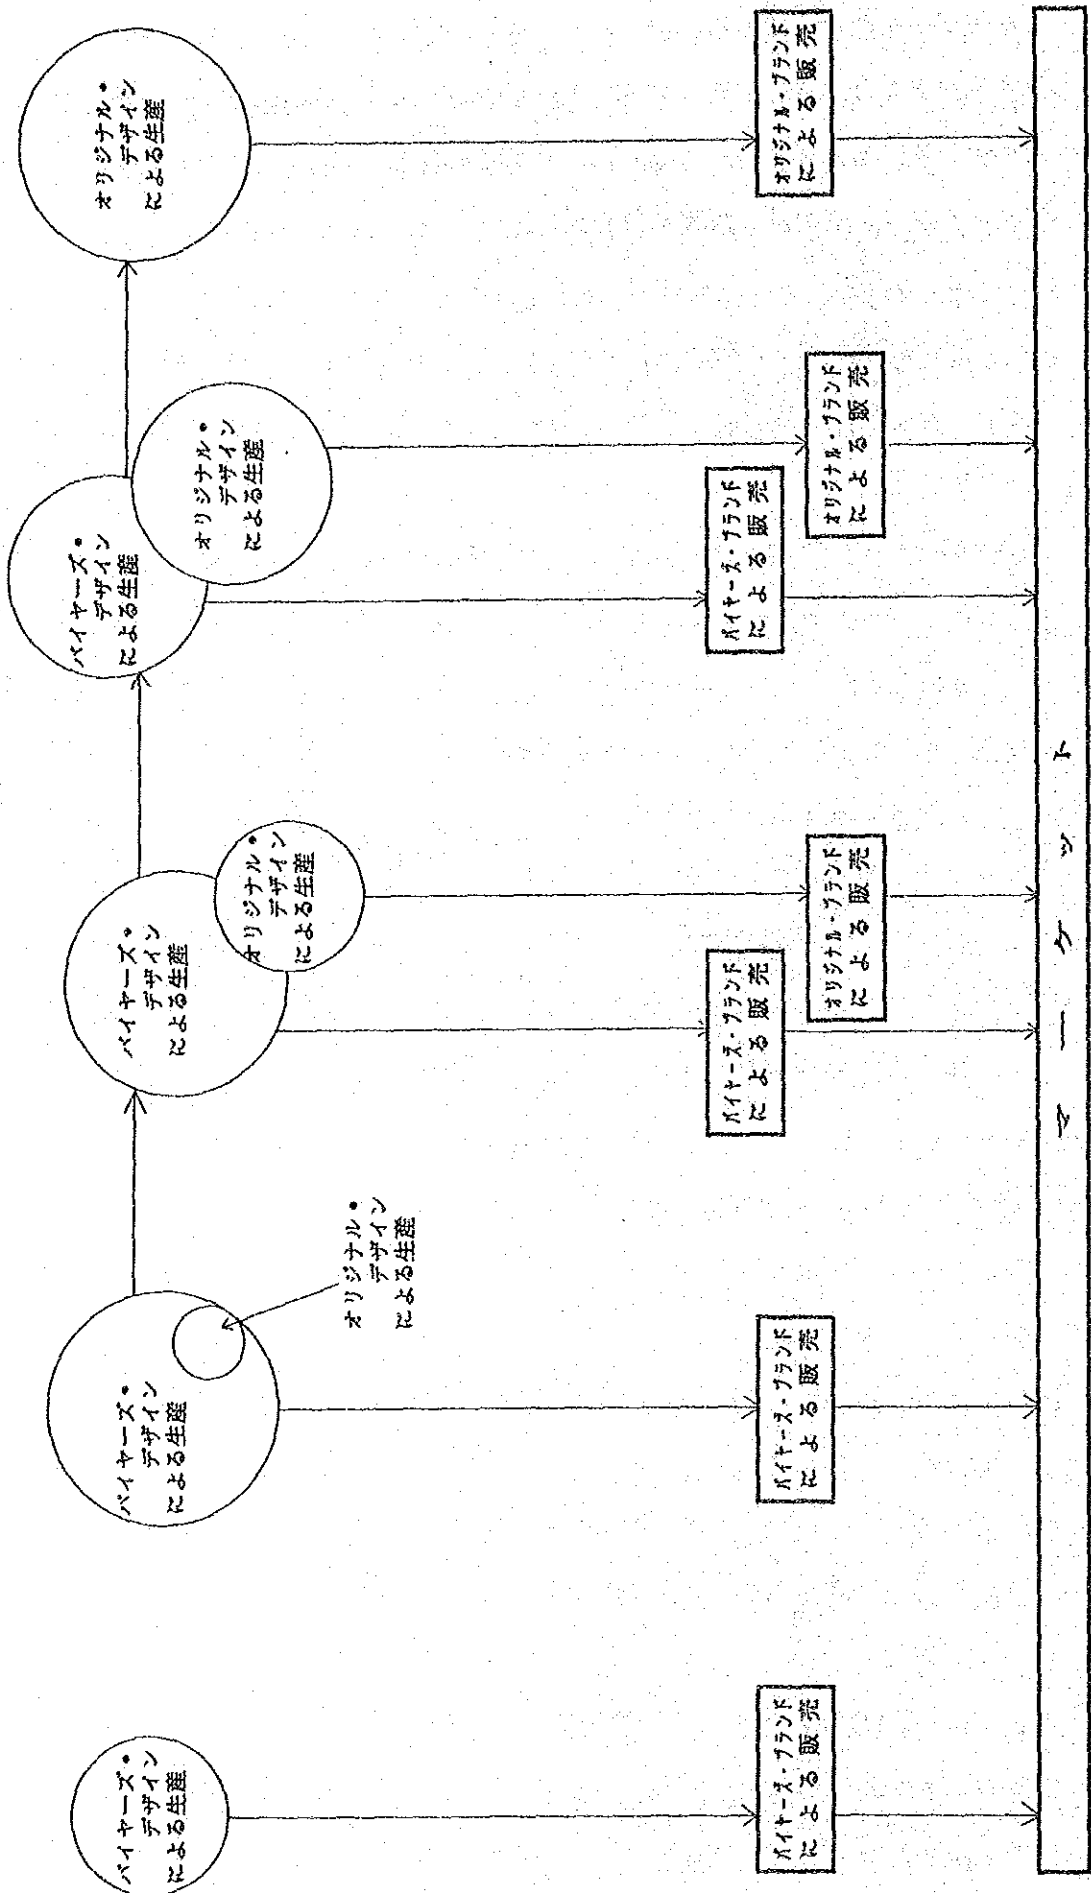 バイヤーズ・
デザイン
による生産
バイヤーズ・
デザイン
による生産
オリジナル・
デザイン
による生産
バイヤーズ・
デザイン
による生産
オリジナル・
デザイン
による生産
バイヤーズ・
デザイン
による生産
オリジナル・
デザイン
による生産
オリジナル・
デザイン
による生産
バイヤーズ・ブランド
による販売
バイヤーズ・ブランド
による販売
バイヤーズ・ブランド
による販売
オリジナル・ブランド
による販売
バイヤーズ・ブランド
による販売
オリジナル・ブランド
による販売
オリジナル・ブランド
による販売
マーケット